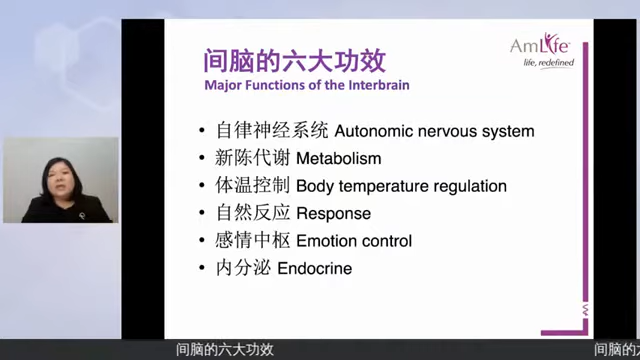 间脑的六大功效
Major Functions of the Interbrain
AmLife
life, redefined
• 自律神经系统 Autonomic nervous system
• 新陈代谢 Metabolism
• 体温控制 Body temperature regulation
• 自然反应 Response
• 感情中枢 Emotion control
• 内分泌 Endocrine
间脑的六大功效
间脑的